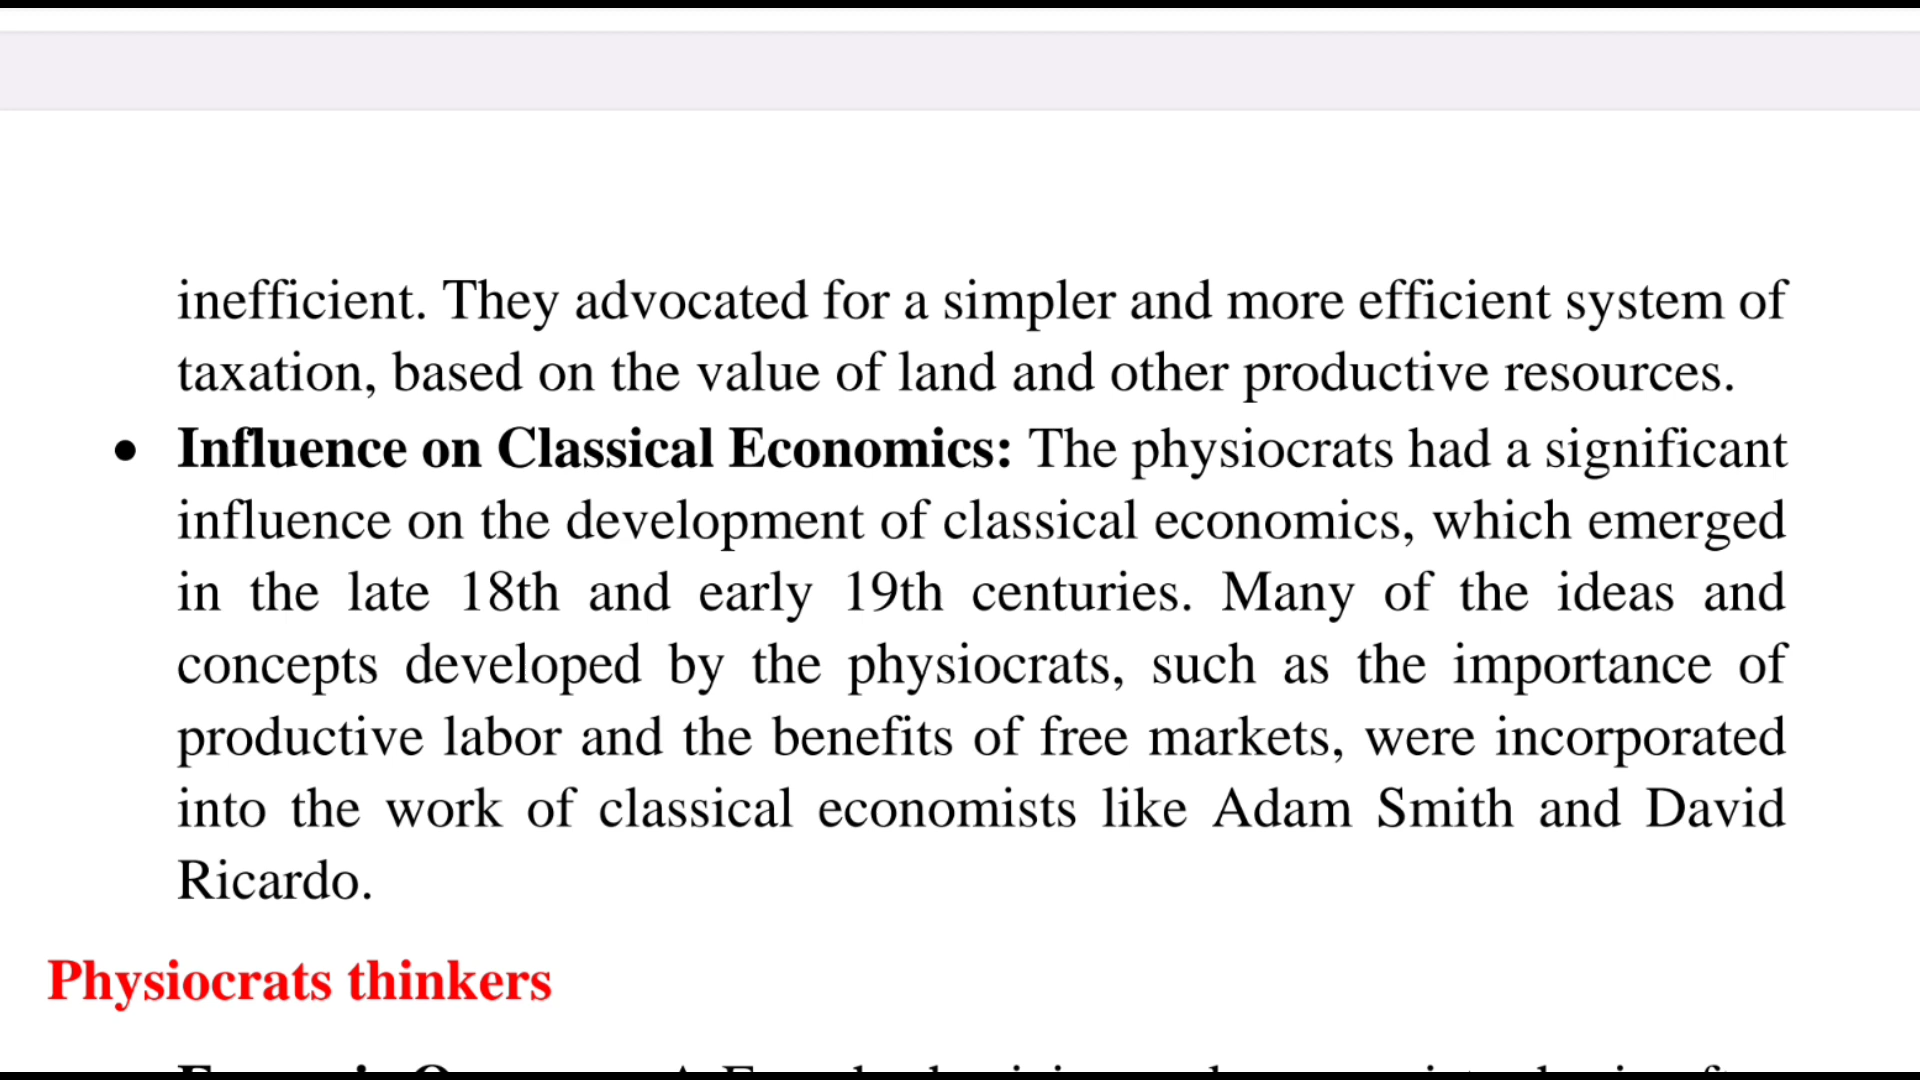 inefficient. They advocated for a simpler and more efficient system of
taxation, based on the value of land and other productive resources.
• Influence on Classical Economics: The physiocrats had a significant
influence on the development of classical economics, which emerged
in the late 18th and early 19th centuries. Many of the ideas and
concepts developed by the physiocrats, such as the importance of
productive labor and the benefits of free markets, were incorporated
into the work of classical economists like Adam Smith and David
Ricardo.
Physiocrats thinkers